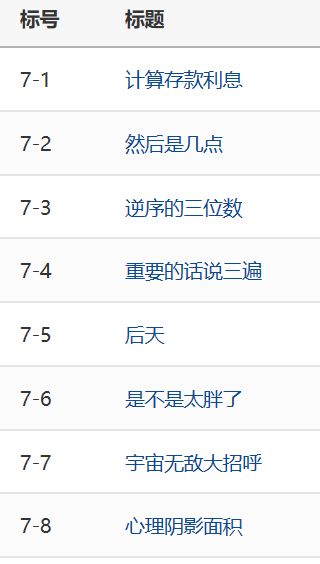 标号 标题
7-1 计算存款利息
7-2 然后是几点
7-3 逆序的三位数
7-4 重要的话说三遍
7-5 后天
7-6 是不是太胖了
7-7 宇宙无敌大招呼
7-8 心理阴影面积